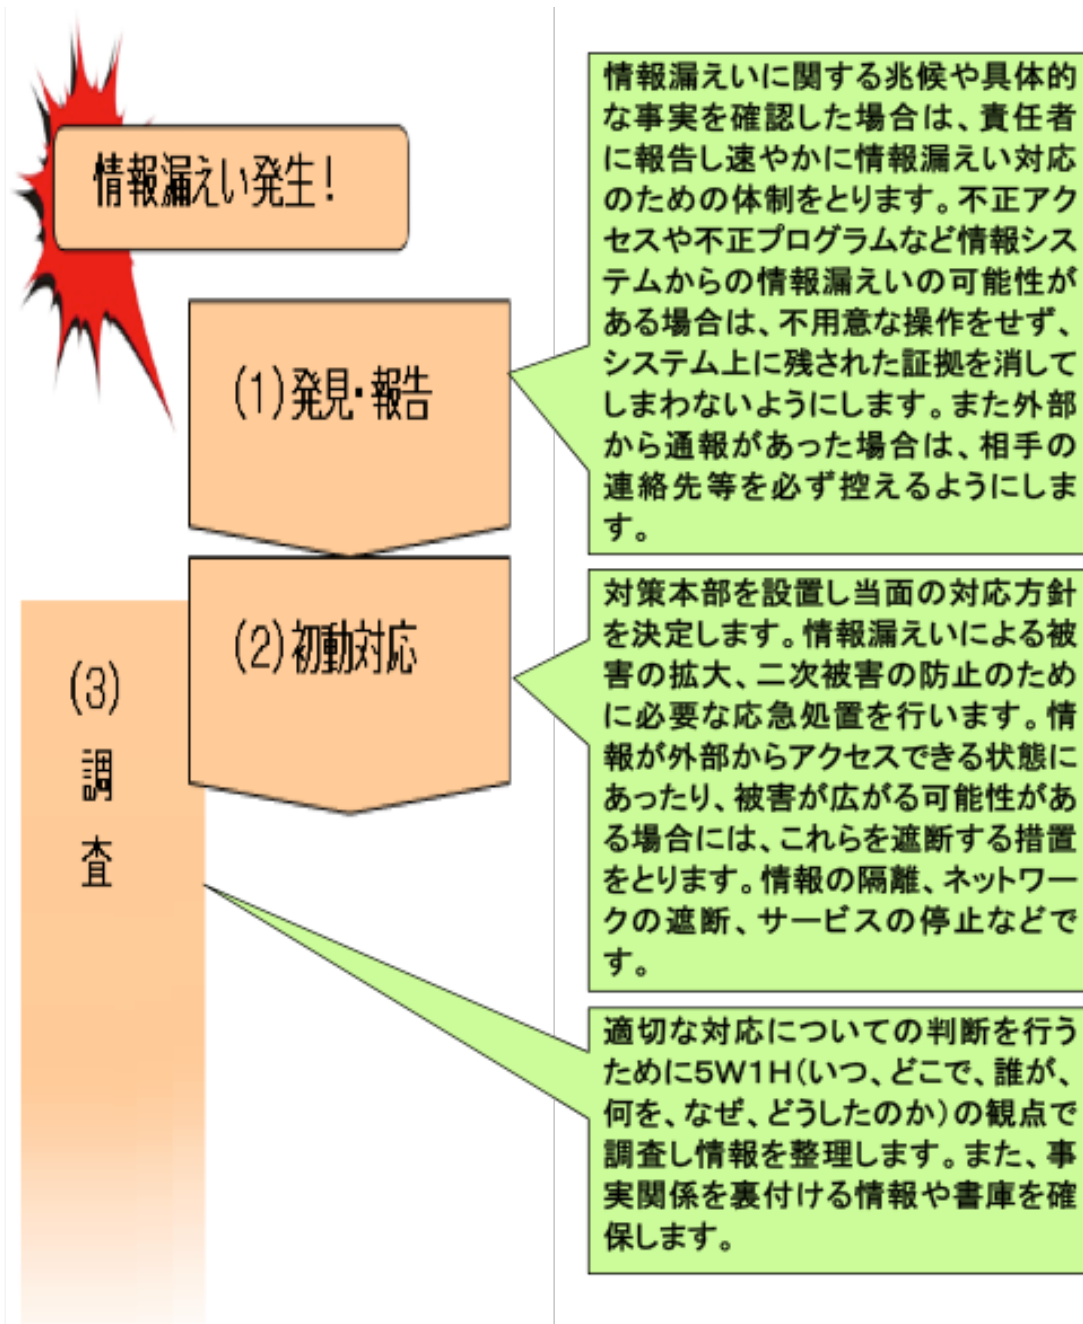 情報漏えい発生！
(1)発見・報告
情報漏えいに関する兆候や具体的
な事実を確認した場合は、責任者
に報告し速やかに情報漏えい対応
のための体制をとります。不正アク
セスや不正プログラムなど情報シス
テムからの情報漏えいの可能性が
ある場合は、不用意な操作をせず、
システム上に残された証拠を消して
しまわないようにします。また外部
から通報があった場合は、相手の
連絡先等を必ず控えるようにしま
す。
(2)初動対応
対策本部を設置し当面の対応方針
を決定します。情報漏えいによる被
害の拡大、二次被害の防止のため
に必要な応急処置を行います。情
報が外部からアクセスできる状態に
あったり、被害が広がる可能性があ
る場合には、これらを遮断する措置
をとります。情報の隔離、ネットワー
クの遮断、サービスの停止などで
す。
(3)
調
査
適切な対応についての判断を行う
ために5W1H(いつ、どこで、誰が、
何を、なぜ、どうしたのか)の観点で
調査し情報を整理します。また、事
実関係を裏付ける情報や書庫を確
保します。